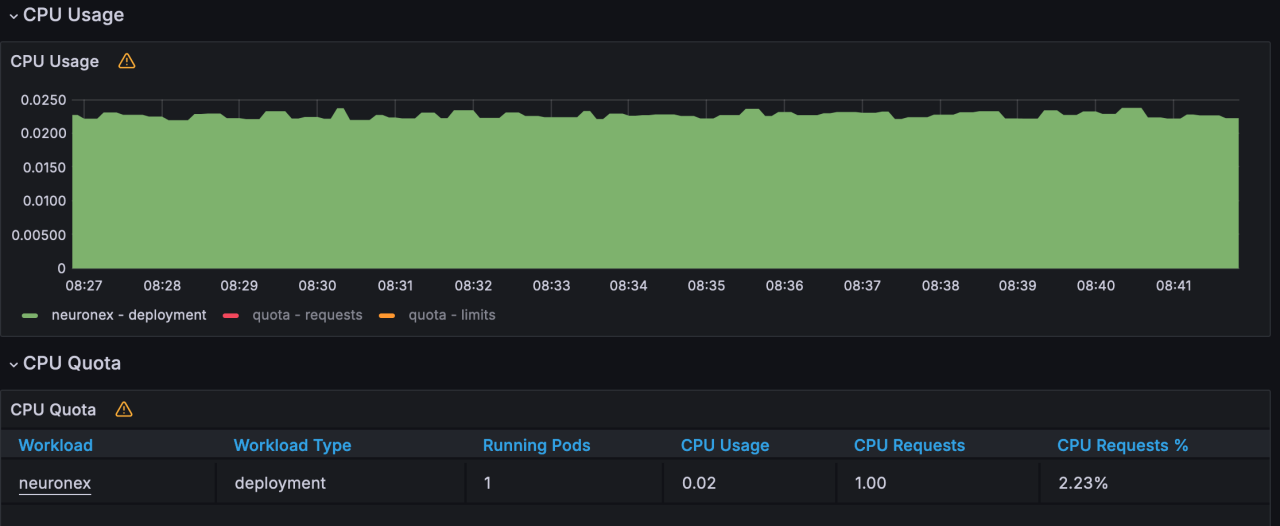 CPU Usage
CPU Usage
0.0250
0.0200
0.0150
0.0100
0.00500
0
08:27 08:28 08:29 08:30 08:31 08:32 08:33 08:34 08:35 08:36 08:37 08:38 08:39 08:40 08:41
neuronex - deployment quota - requests quota - limits
CPU Quota
CPU Quota
Workload Workload Type Running Pods CPU Usage CPU Requests CPU Requests %
neuronex deployment 1 0.02 1.00 2.23%